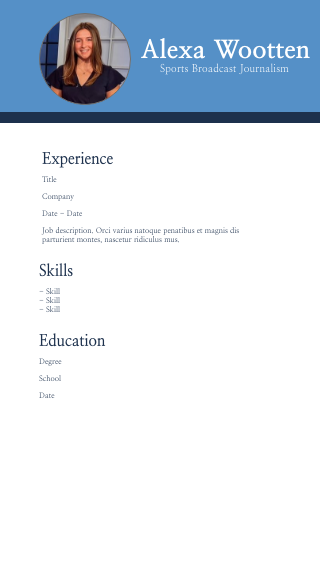 Alexa Wootten
Sports Broadcast Journalism
Experience
Title
Company
Date – Date
Job description. Orci varius natoque penatibus et magnis dis
parturient montes, nascetur ridiculus mus.
Skills
– Skill
– Skill
– Skill
Education
Degree
School
Date